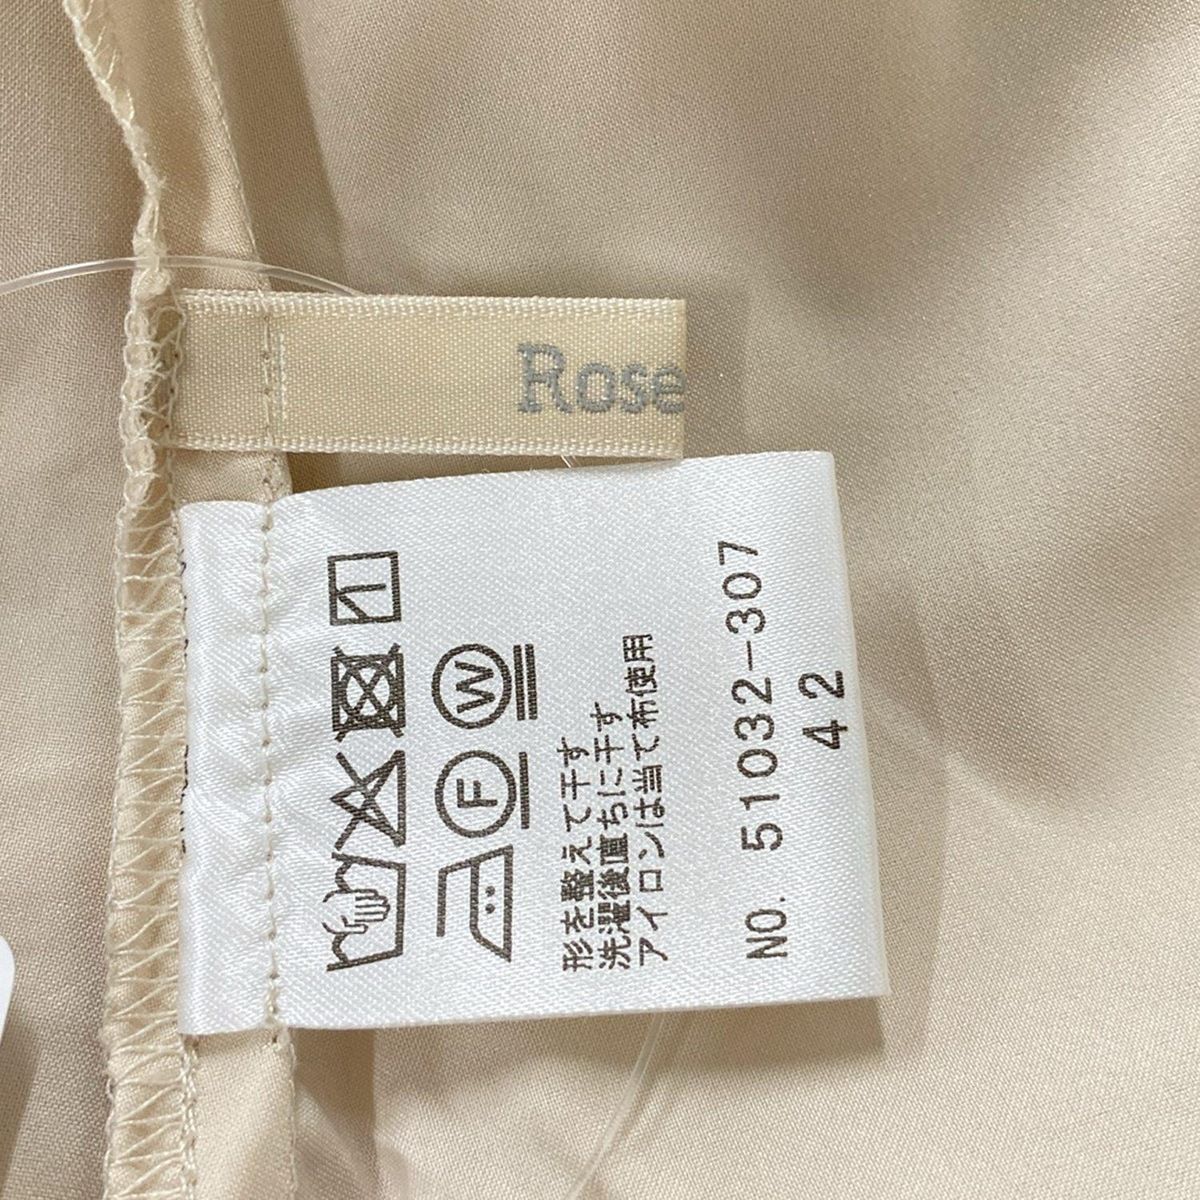 Rose
W
F
形を整えて干す
洗濯後直ちに干す
アイロンは当て布使用
NO. 51032-307
42